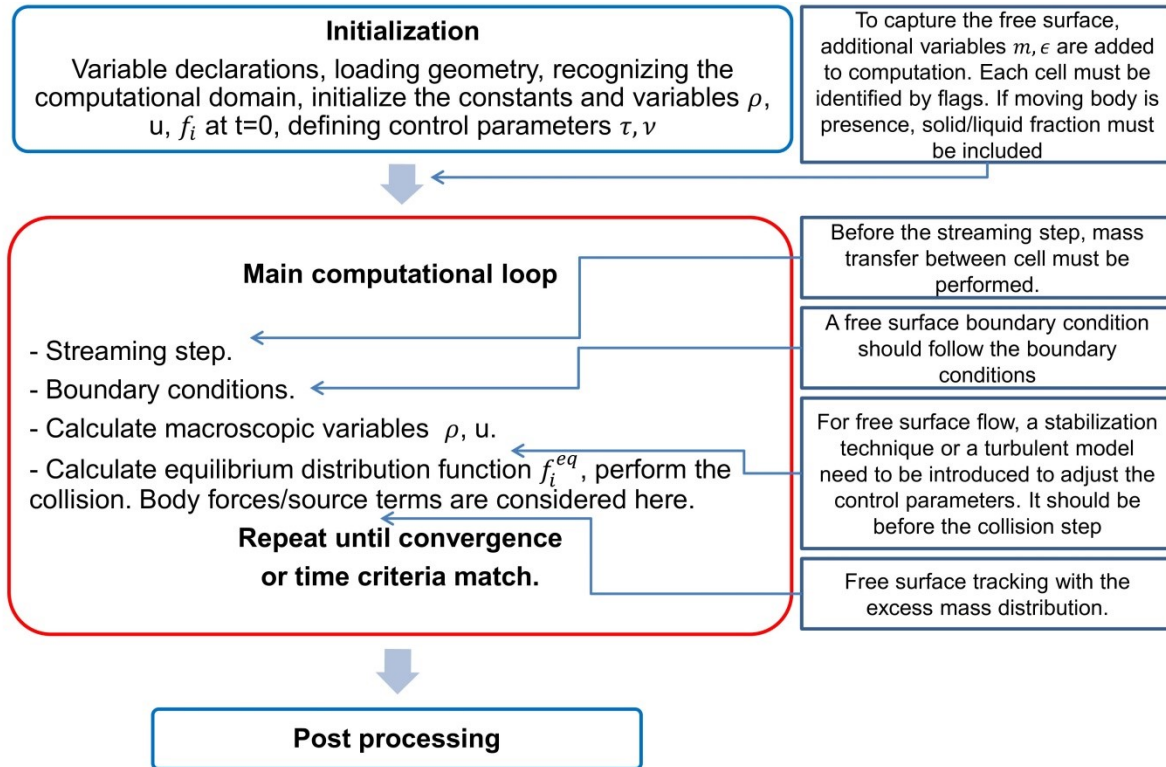 Initialization
Variable declarations, loading geometry, recognizing the
computational domain, initialize the constants and variables ρ,
u, fᵢ at t=0, defining control parameters τ, ν
To capture the free surface,
additional variables m, ϵ are added
to computation. Each cell must be
identified by flags. If moving body is
presence, solid/liquid fraction must
be included
Main computational loop
- Streaming step.
- Boundary conditions.
- Calculate macroscopic variables ρ, u.
- Calculate equilibrium distribution function fᵢᵉᑫ, perform the
collision. Body forces/source terms are considered here.
Repeat until convergence
or time criteria match.
Before the streaming step, mass
transfer between cell must be
performed.
A free surface boundary condition
should follow the boundary
conditions
For free surface flow, a stabilization
technique or a turbulent model
need to be introduced to adjust the
control parameters. It should be
before the collision step
Free surface tracking with the
excess mass distribution.
Post processing